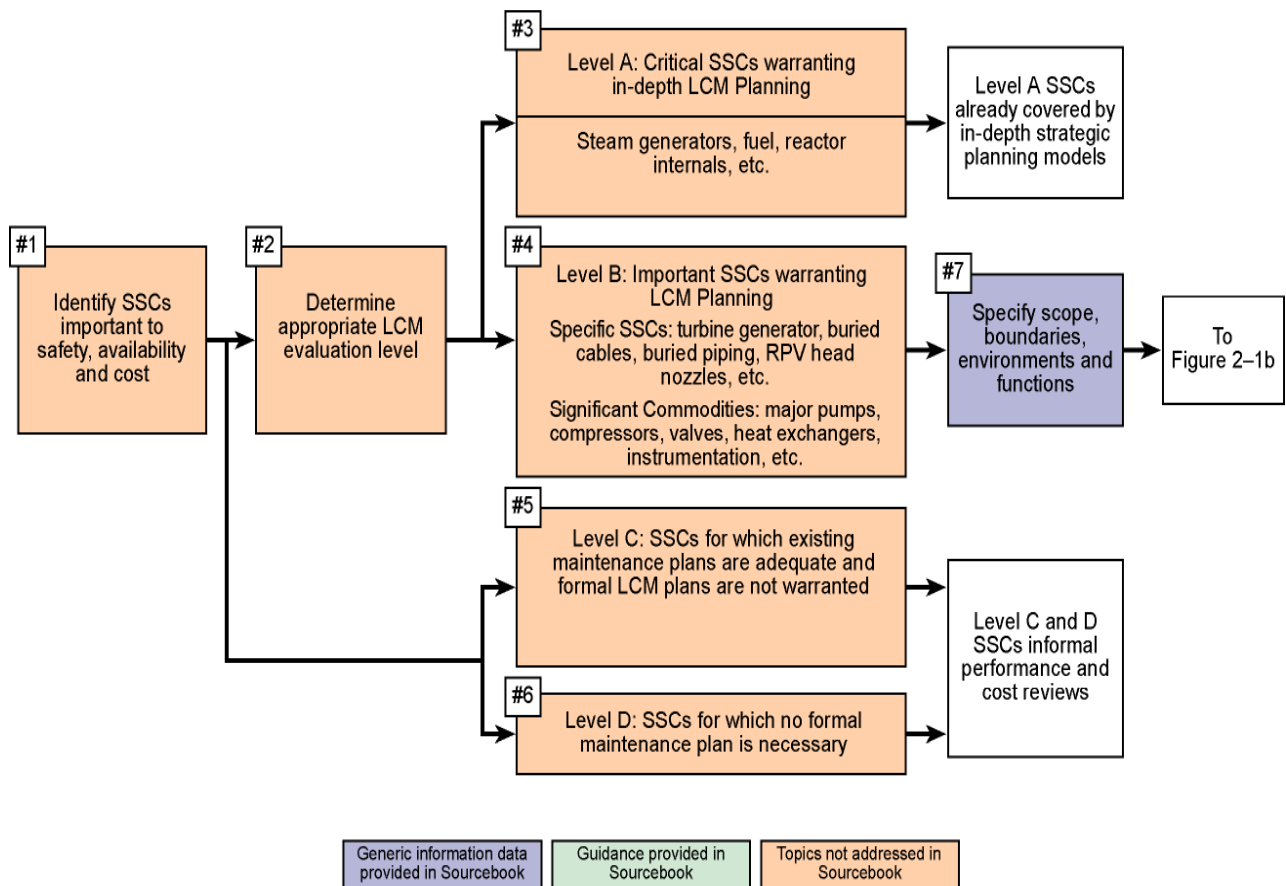 #1
Identify SSCs
important to
safety, availability
and cost
#2
Determine
appropriate LCM
evaluation level
#3
Level A: Critical SSCs warranting
in-depth LCM Planning
Steam generators, fuel, reactor
internals, etc.
Level A SSCs
already covered by
in-depth strategic
planning models
#4
Level B: Important SSCs warranting
LCM Planning
Specific SSCs: turbine generator, buried
cables, buried piping, RPV head
nozzles, etc.
Significant Commodities: major pumps,
compressors, valves, heat exchangers,
instrumentation, etc.
#7
Specify scope,
boundaries,
environments and
functions
To
Figure 2–1b
#5
Level C: SSCs for which existing
maintenance plans are adequate and
formal LCM plans are not warranted
#6
Level D: SSCs for which no formal
maintenance plan is necessary
Level C and D
SSCs informal
performance and
cost reviews
Generic information data
provided in Sourcebook
Guidance provided in
Sourcebook
Topics not addressed in
Sourcebook